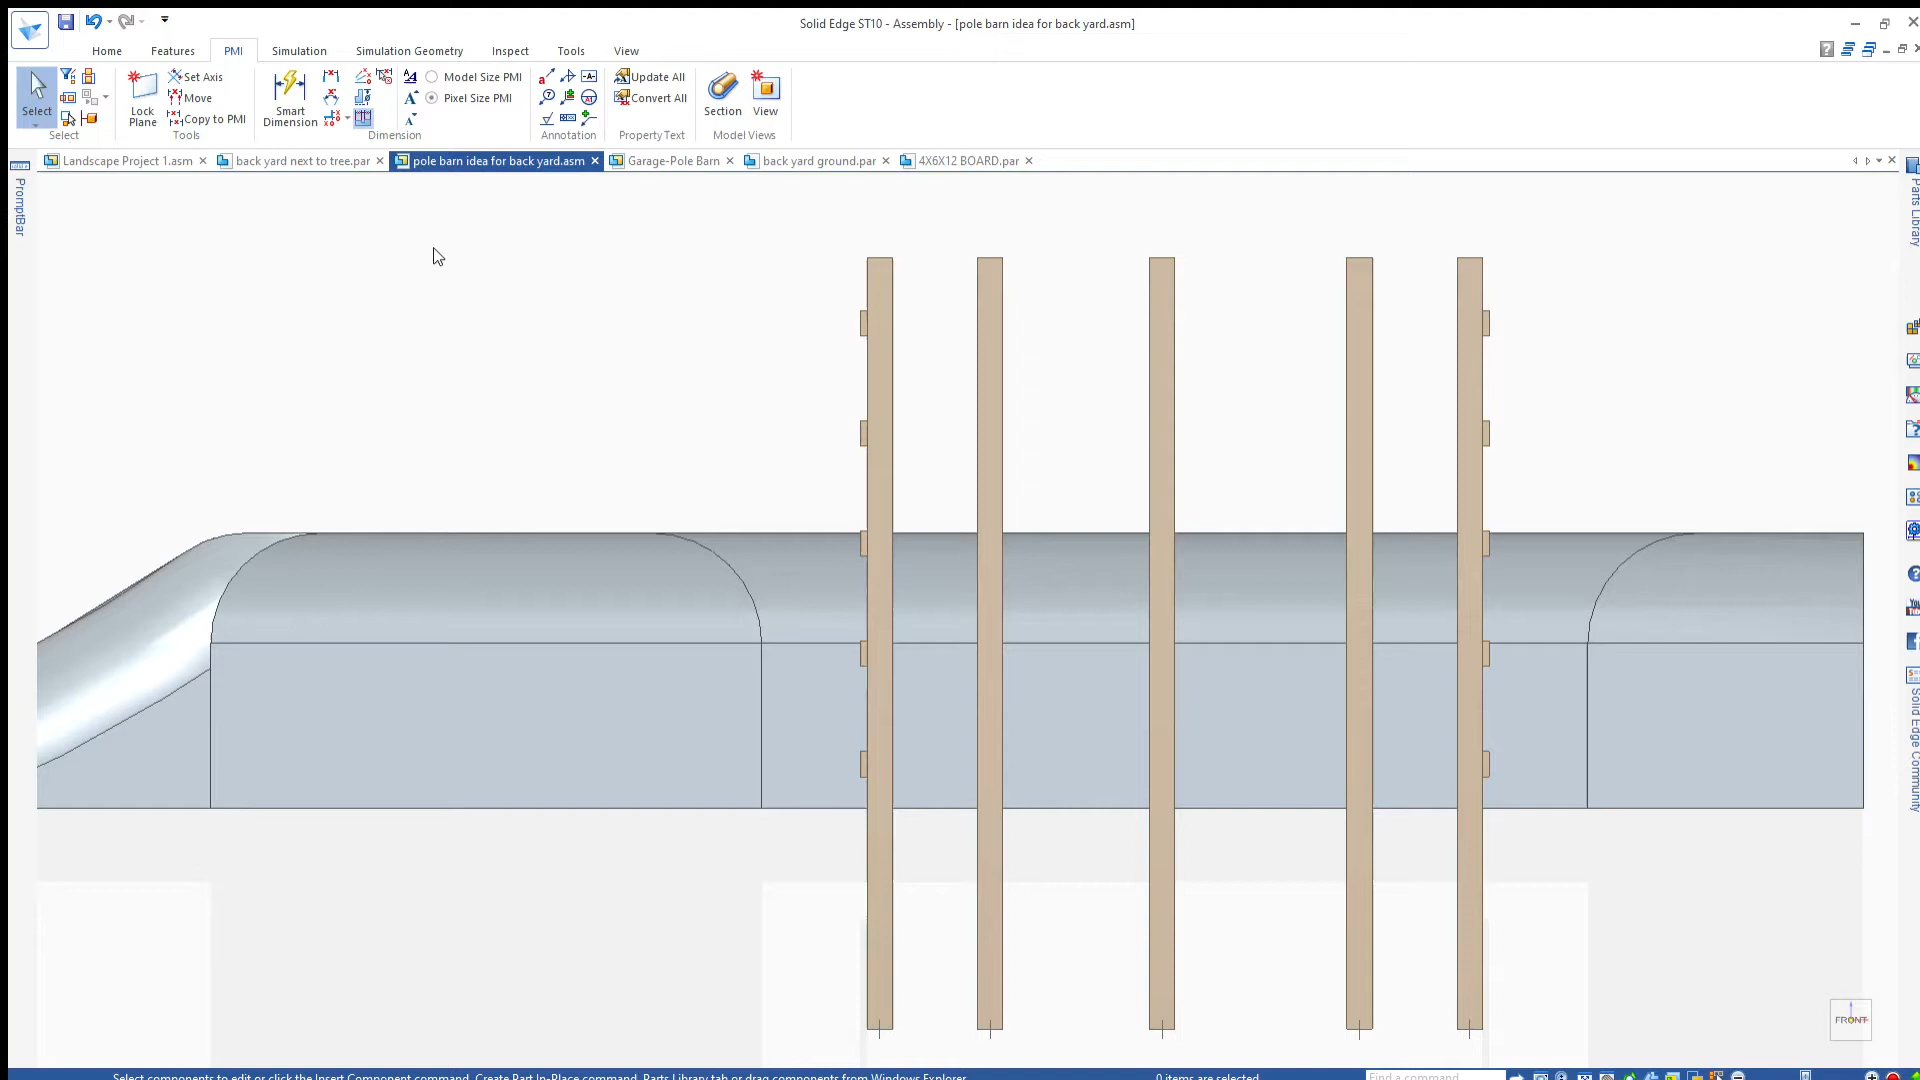 Solid Edge ST10 - Assembly - [pole barn idea for back yard.asm]
Home Features PMI Simulation Simulation Geometry Inspect Tools View
Select
Select
Lock Plane
Set Axis
Move
Copy to PMI
Tools
Smart Dimension
Model Size PMI
Pixel Size PMI
Dimension
Annotation
Update All
Convert All
Property Text
Section
View
Model Views
Landscape Project 1.asm
back yard next to tree.par
pole barn idea for back yard.asm
Garage-Pole Barn
back yard ground.par
4X6X12 BOARD.par
PromptBar
Parts Library
Solid Edge Community
FRONT
Select components to edit or click the Insert Component command, Create Part In-Place command, Parts Library tab or drag components from Windows Explorer.
0 items are selected
Find a command